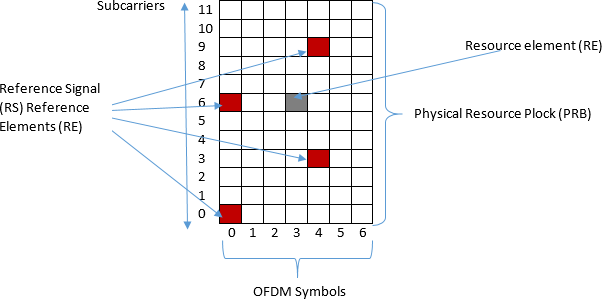 Subcarriers
11
10
9
8
7
6
5
4
3
2
1
0
0 1 2 3 4 5 6
OFDM Symbols
Reference Signal
(RS) Reference
Elements (RE)
Resource element (RE)
Physical Resource Plock (PRB)